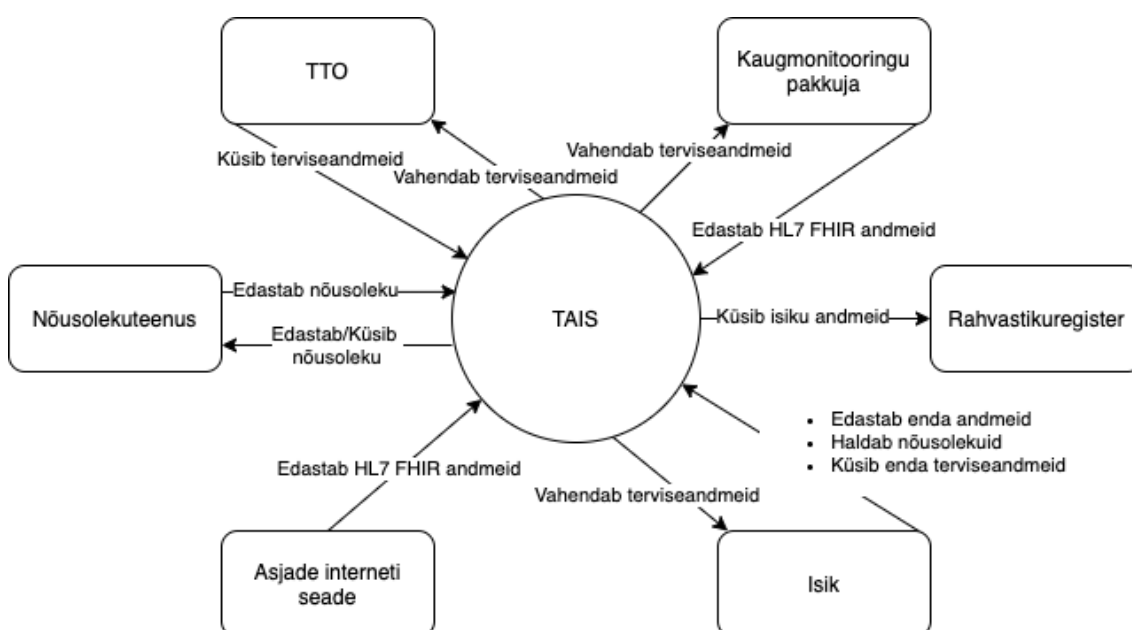 TTO
Kaugmonitooringu
pakkuja
Küsib terviseandmeid
Vahendab terviseandmeid
Vahendab terviseandmeid
Edastab HL7 FHIR andmeid
Nõusolekuteenus
Edastab nõusoleku
Edastab/Küsib
nõusoleku
TAIS
Küsib isiku andmeid
Rahvastikuregister
• Edastab enda andmeid
• Haldab nõusolekuid
• Küsib enda terviseandmeid
Edastab HL7 FHIR andmeid
Vahendab terviseandmeid
Asjade interneti
seade
Isik